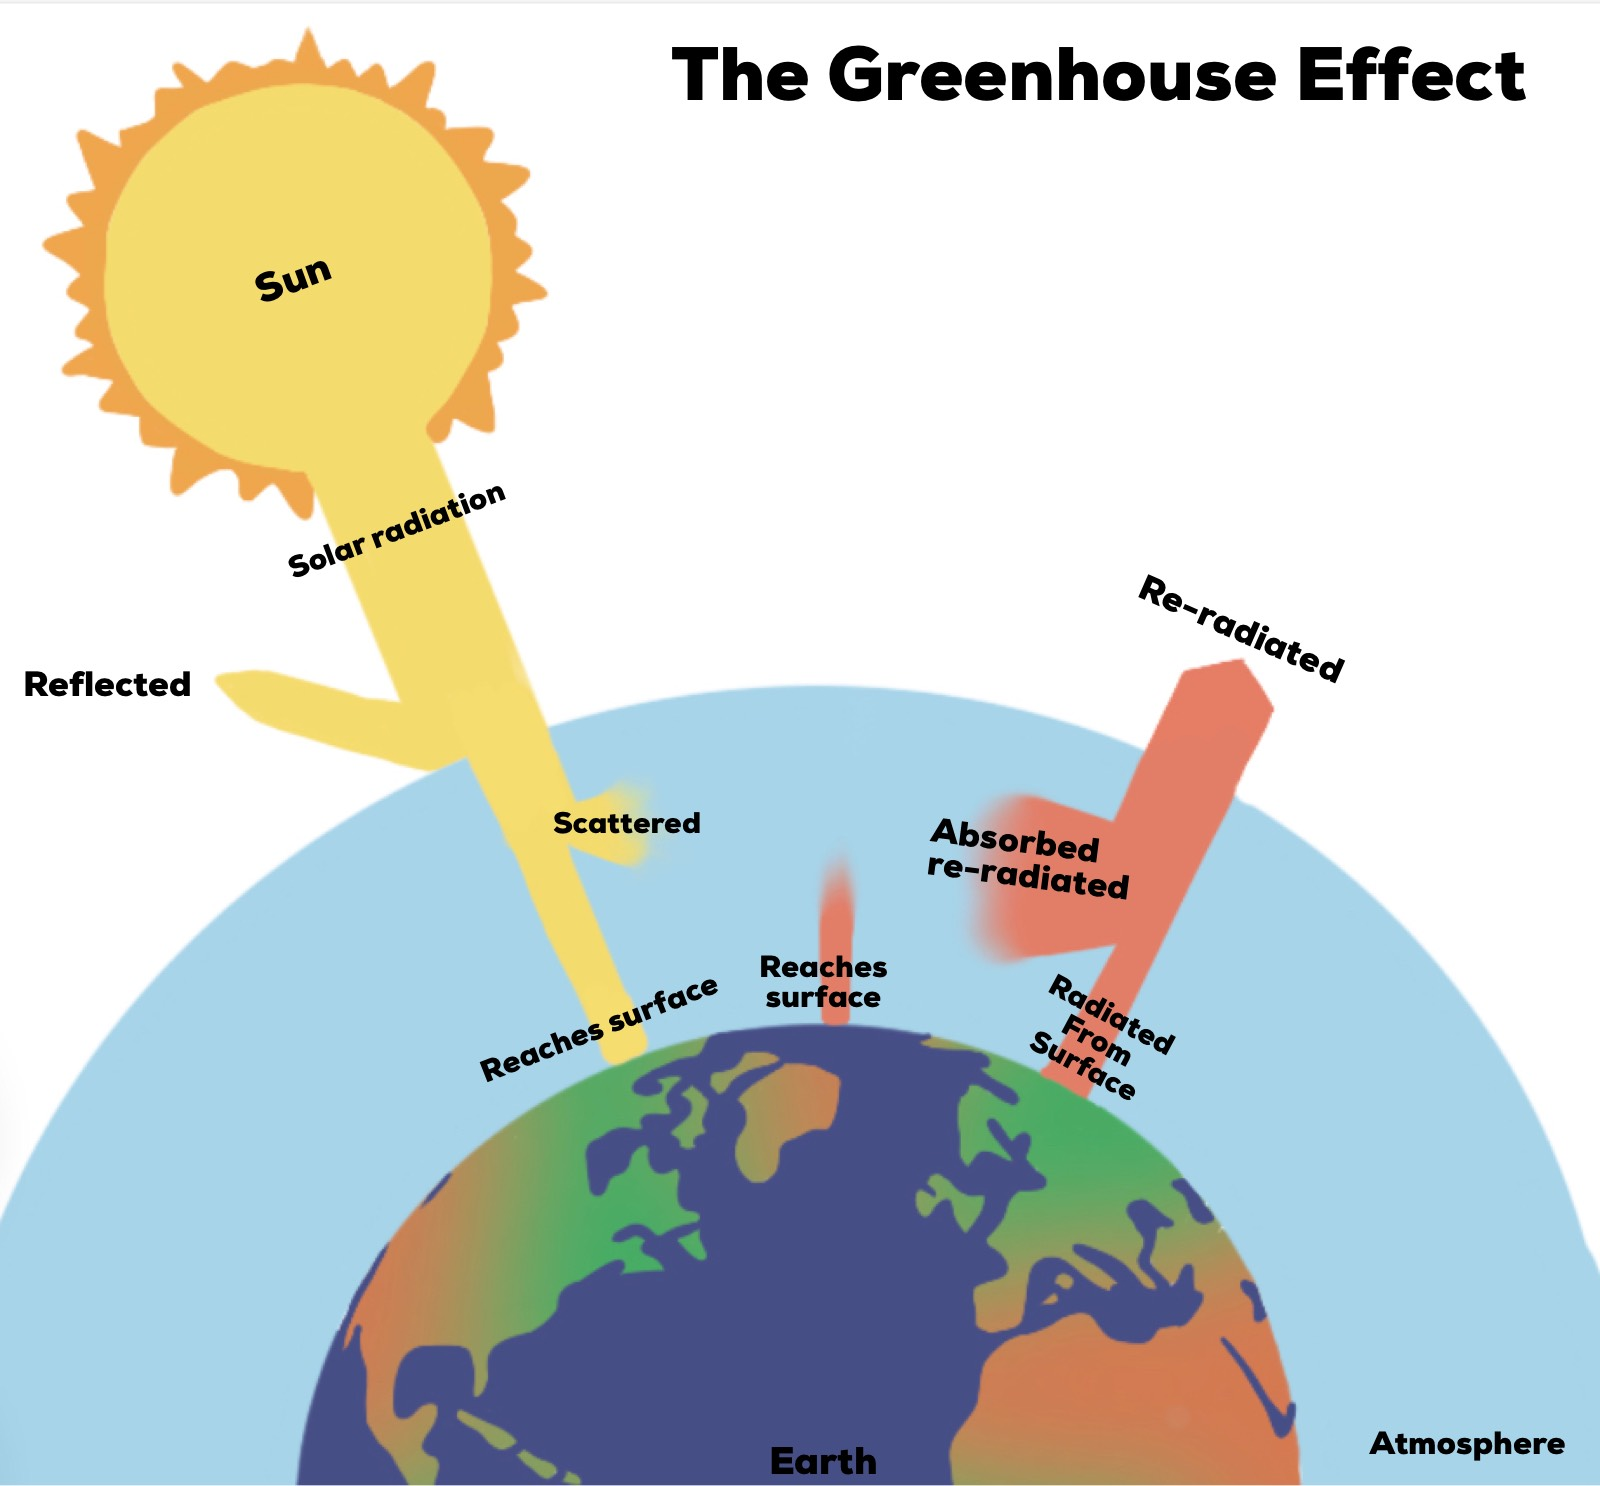 The Greenhouse Effect
Sun
Solar radiation
Reflected
Scattered
Reaches surface
Reaches
surface
Re-radiated
Absorbed
re-radiated
Radiated
From
Surface
Earth
Atmosphere